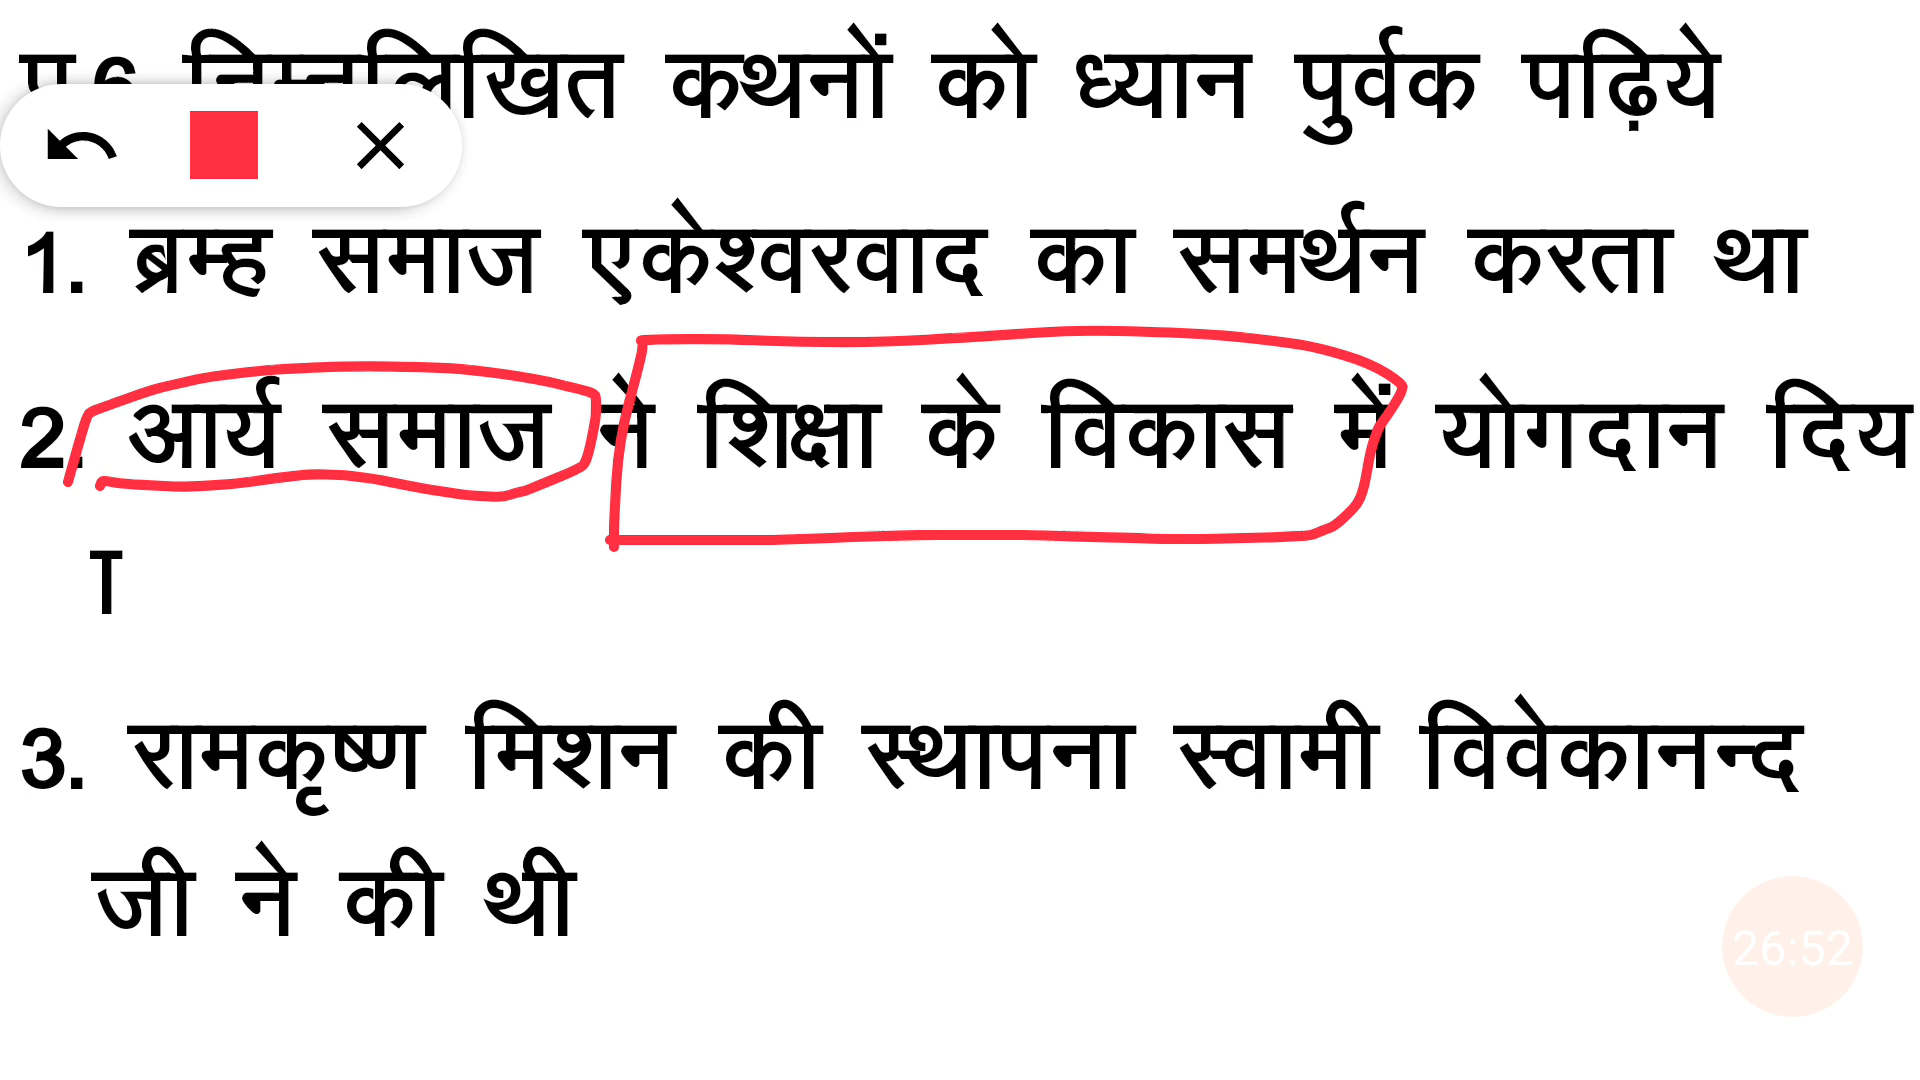 प्र.6 निम्नलिखित कथनों को ध्यान पुर्वक पढ़िये
1. ब्रम्ह समाज एकेश्वरवाद का समर्थन करता था
2. आर्य समाज ने शिक्षा के विकास में योगदान दिय
ा
3. रामकृष्ण मिशन की स्थापना स्वामी विवेकानन्द
जी ने की थी
26:52